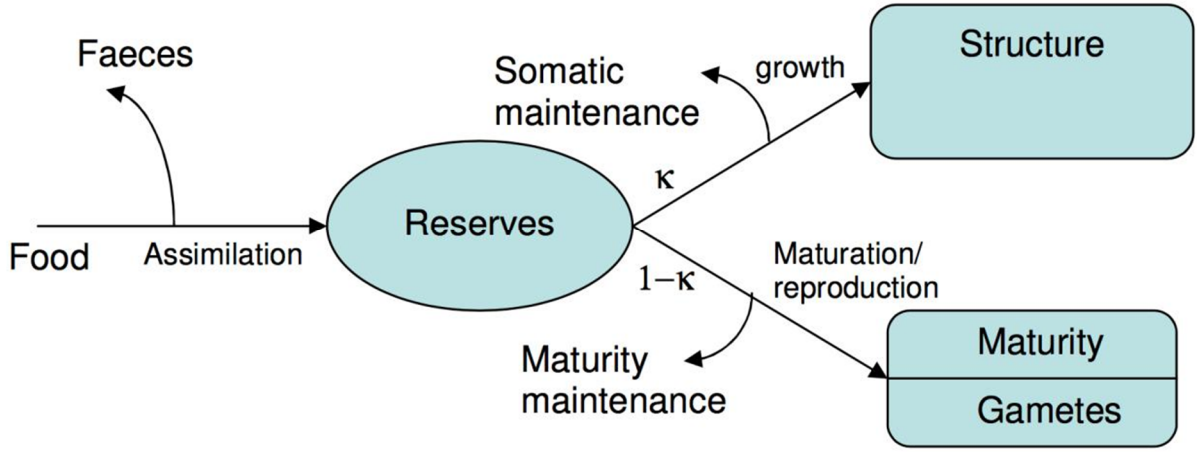 Faeces
Food
Assimilation
Reserves
Somatic
maintenance
growth
κ
Structure
1–κ
Maturation/
reproduction
Maturity
maintenance
Maturity
Gametes